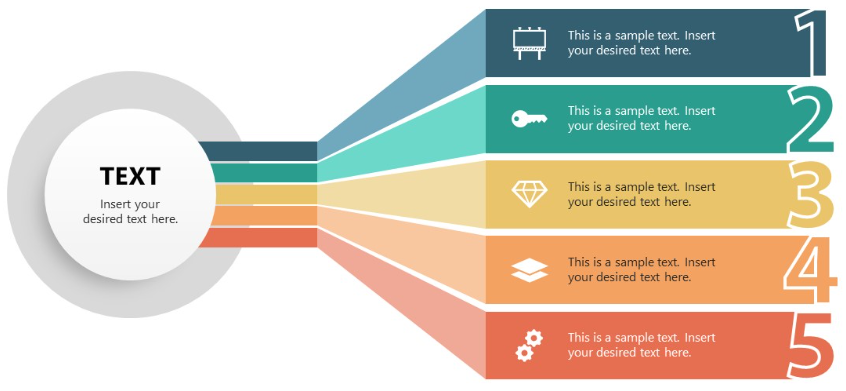 TEXT
Insert your
desired text here.
This is a sample text. Insert
your desired text here.
1
This is a sample text. Insert
your desired text here.
2
This is a sample text. Insert
your desired text here.
3
This is a sample text. Insert
your desired text here.
4
This is a sample text. Insert
your desired text here.
5